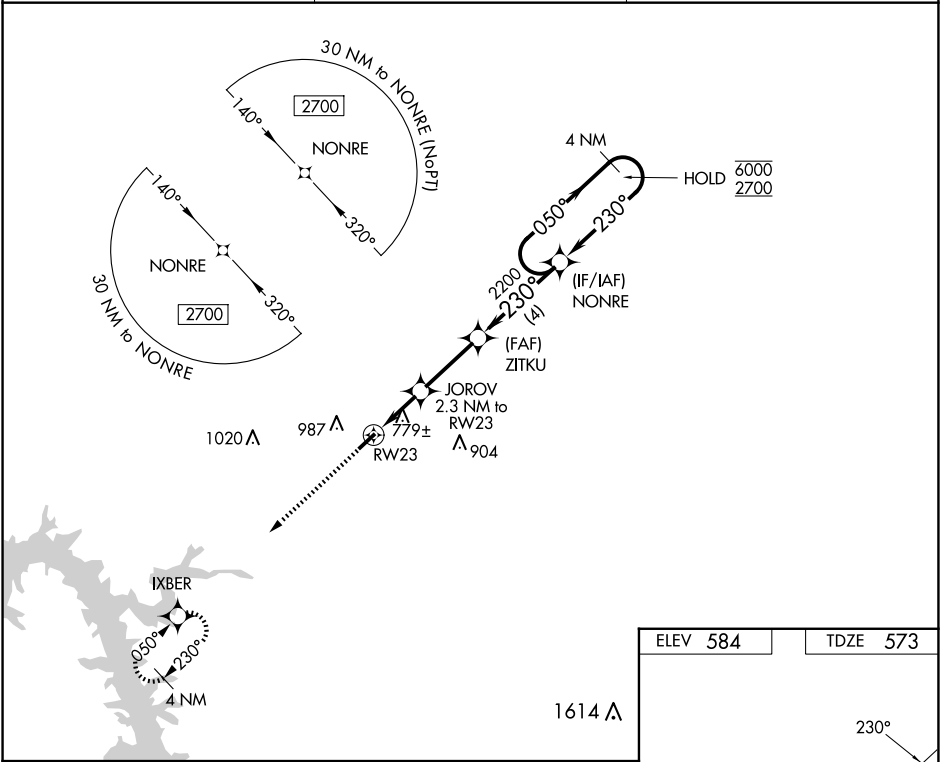 30 NM to NONRE (NoPT)
2700
140°
NONRE
320°
140°
NONRE
320°
2700
30 NM to NONRE
4 NM
HOLD 6000
2700
050°
230°
(IF/IAF)
NONRE
2200
230°
(4)
(FAF)
ZITKU
JOROV
2.3 NM to
RW23
1020
987
779±
904
RW23
IXBER
050°
230°
4 NM
1614
ELEV 584
TDZE 573
230°